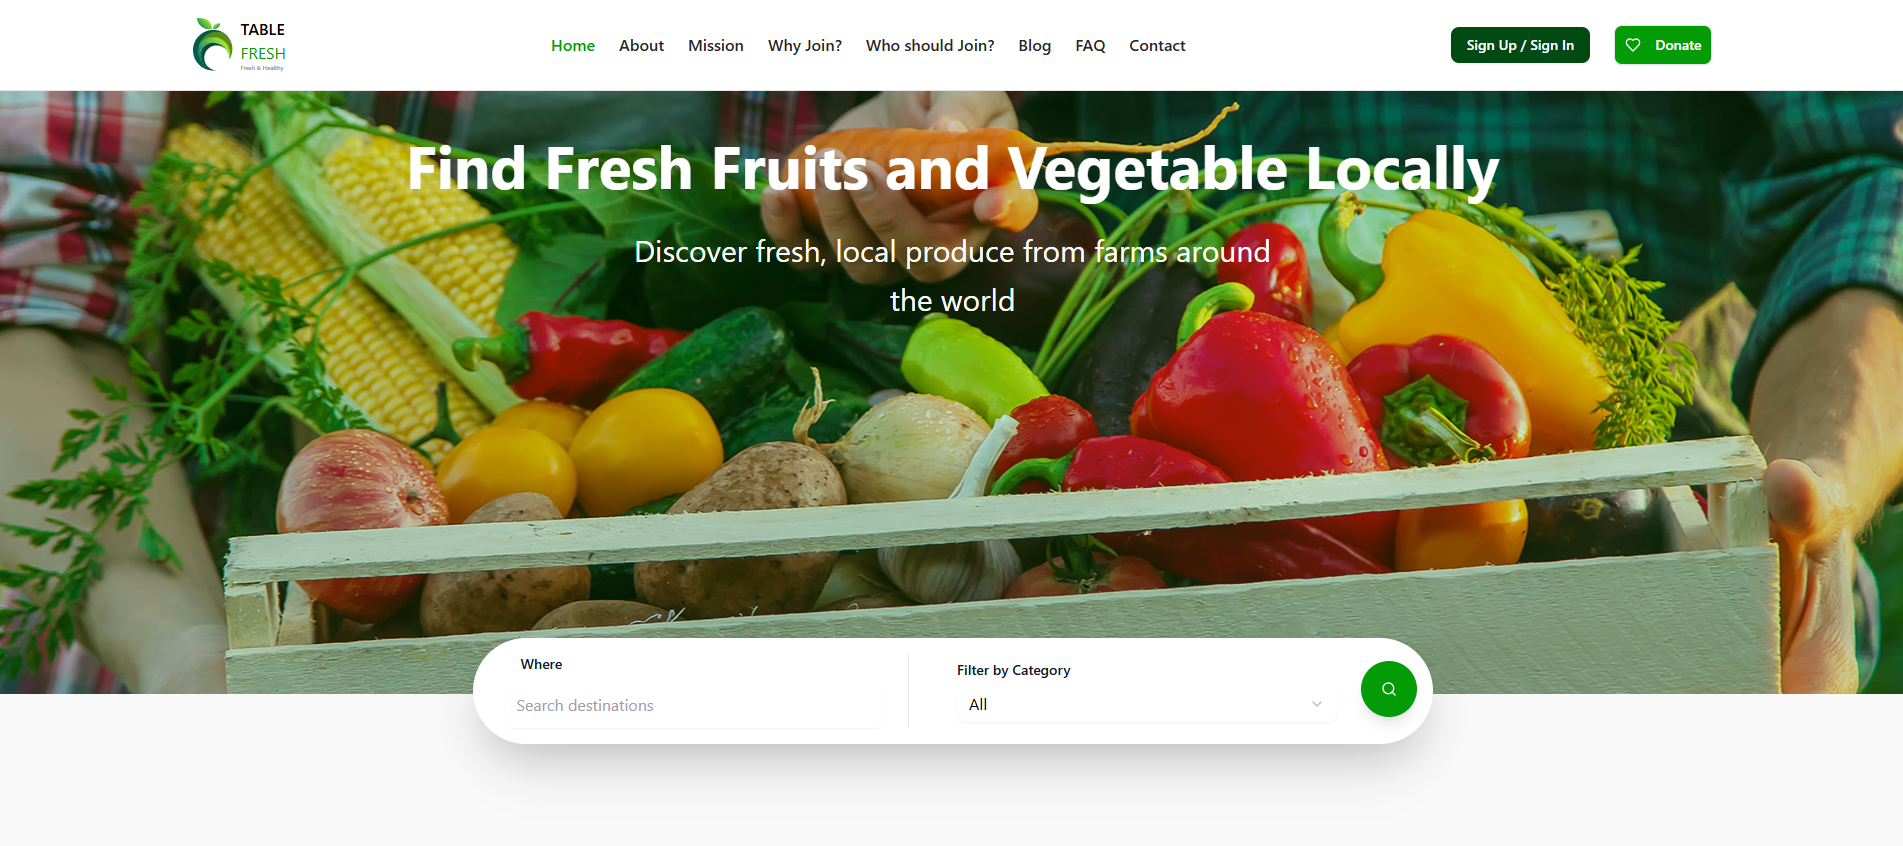 TABLE
FRESH
Fresh & Healthy
Home About Mission Why Join? Who should Join? Blog FAQ Contact
Sign Up / Sign In
Donate
Find Fresh Fruits and Vegetable Locally
Discover fresh, local produce from farms around
the world
Where
Search destinations
Filter by Category
All